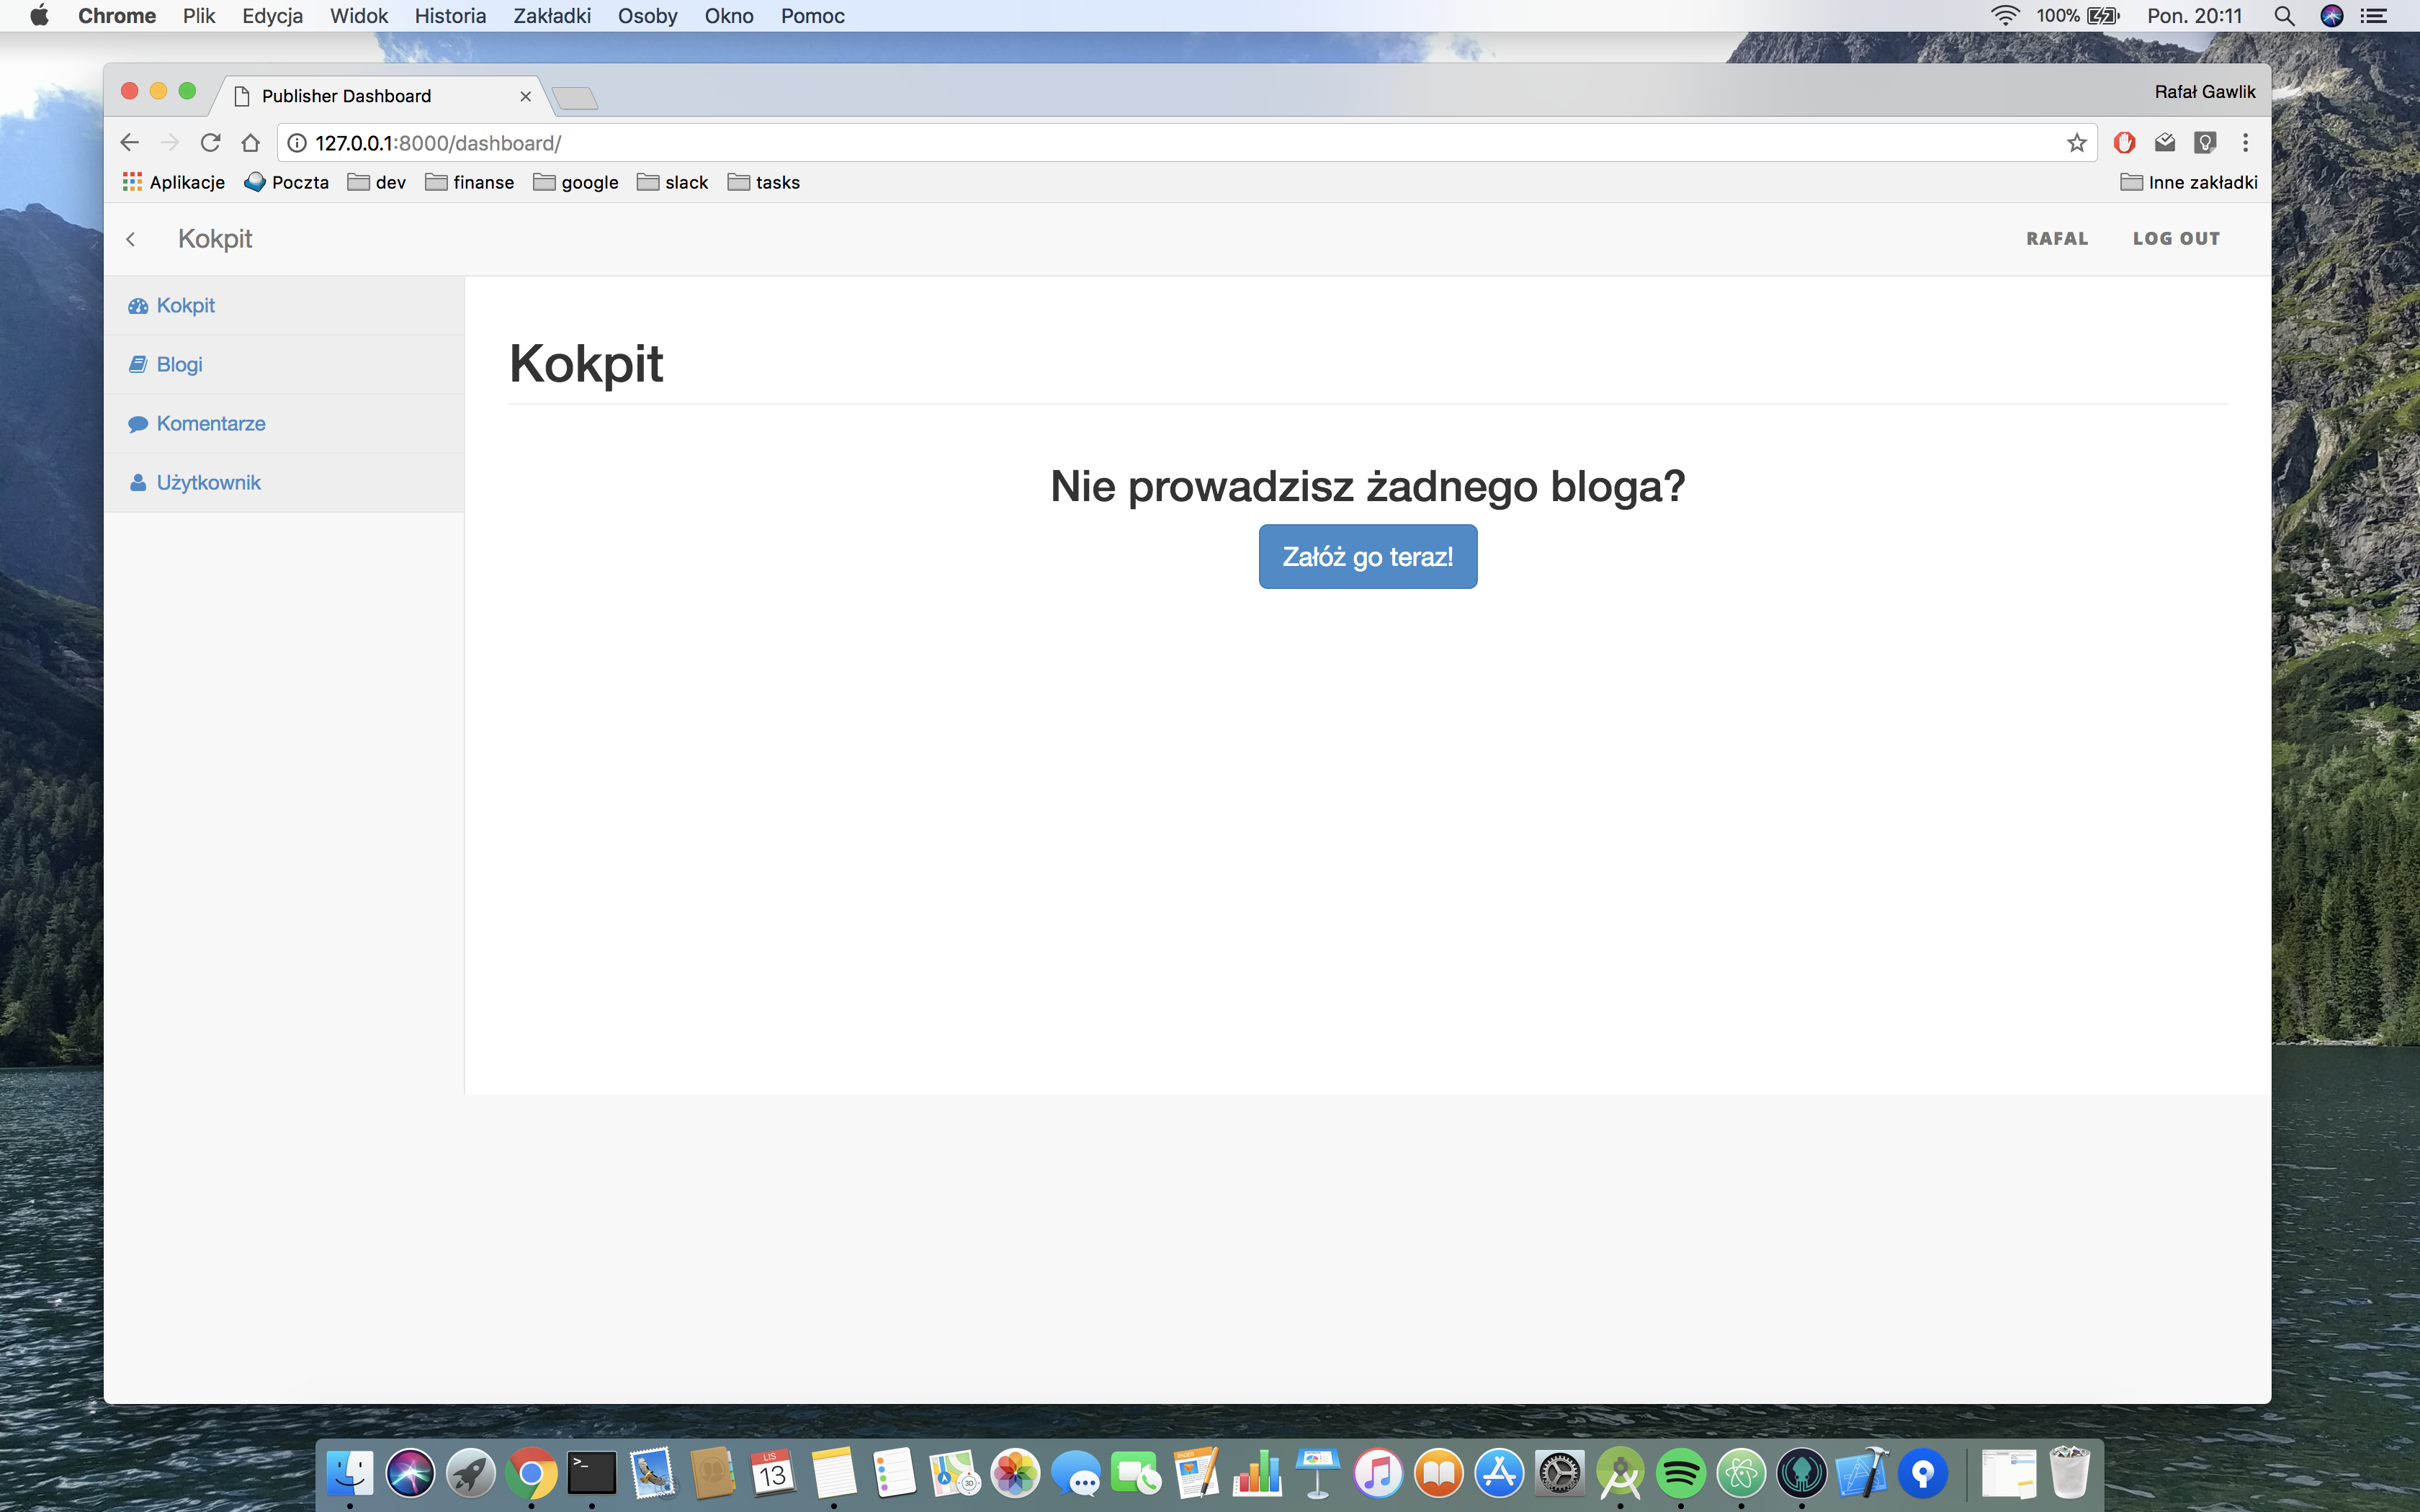 Chrome Plik Edycja Widok Historia Zakładki Osoby Okno Pomoc 100% Pon. 20:11
Publisher Dashboard Rafał Gawlik
127.0.0.1:8000/dashboard/
Aplikacje Poczta dev finanse google slack tasks Inne zakładki
Kokpit RAFAL LOG OUT
Kokpit
Blogi
Komentarze
Użytkownik
Kokpit
Nie prowadzisz żadnego bloga?
Załóż go teraz!
>_
LIS
13
3D
PAGES